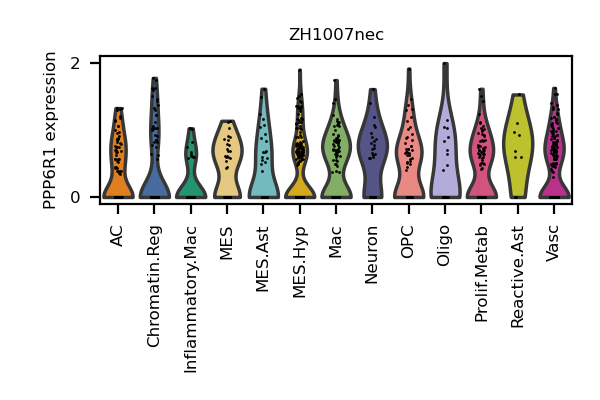 ZH1007nec
PPP6R1 expression
2
0
AC
Chromatin.Reg
Inflammatory.Mac
MES
MES.Ast
MES.Hyp
Mac
Neuron
OPC
Oligo
Prolif.Metab
Reactive.Ast
Vasc